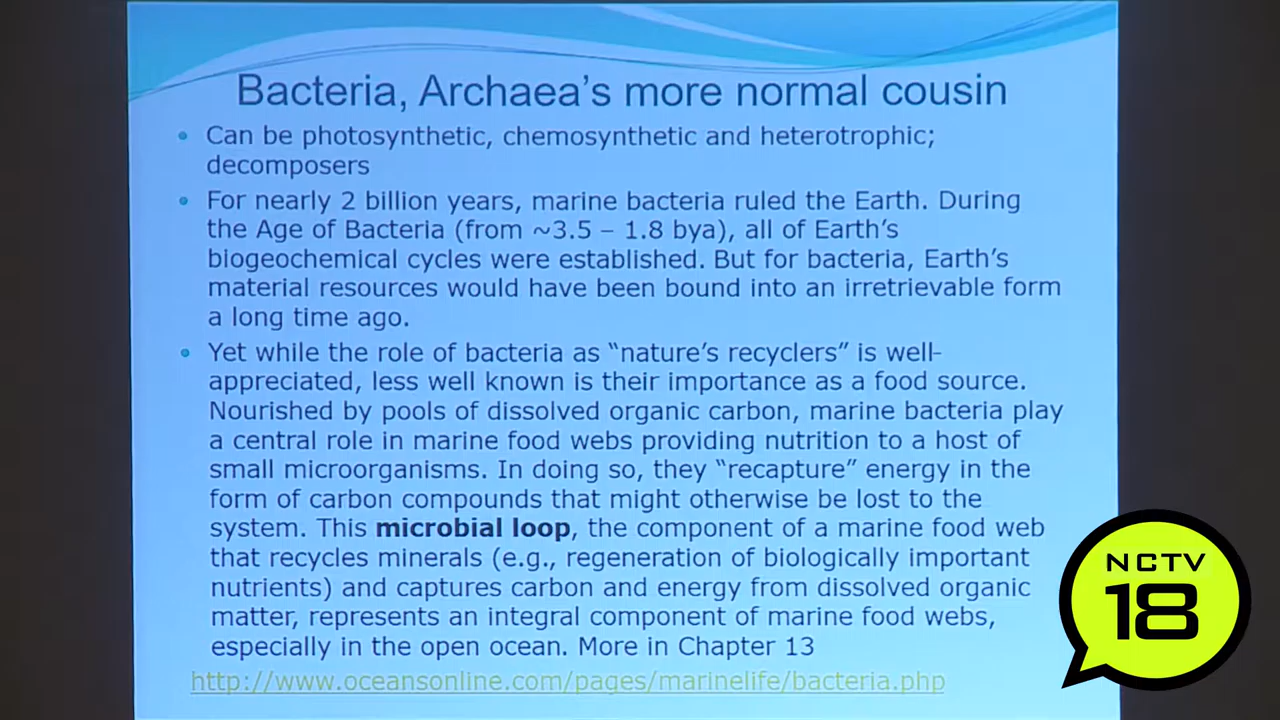 Bacteria, Archaea's more normal cousin
• Can be photosynthetic, chemosynthetic and heterotrophic;
decomposers
• For nearly 2 billion years, marine bacteria ruled the Earth. During
the Age of Bacteria (from ~3.5 – 1.8 bya), all of Earth's
biogeochemical cycles were established. But for bacteria, Earth's
material resources would have been bound into an irretrievable form
a long time ago.
• Yet while the role of bacteria as “nature's recyclers” is well-
appreciated, less well known is their importance as a food source.
Nourished by pools of dissolved organic carbon, marine bacteria play
a central role in marine food webs providing nutrition to a host of
small microorganisms. In doing so, they “recapture” energy in the
form of carbon compounds that might otherwise be lost to the
system. This microbial loop, the component of a marine food web
that recycles minerals (e.g., regeneration of biologically important
nutrients) and captures carbon and energy from dissolved organic
matter, represents an integral component of marine food webs,
especially in the open ocean. More in Chapter 13
http://www.oceansonline.com/pages/marinelife/bacteria.php
NCTV
18